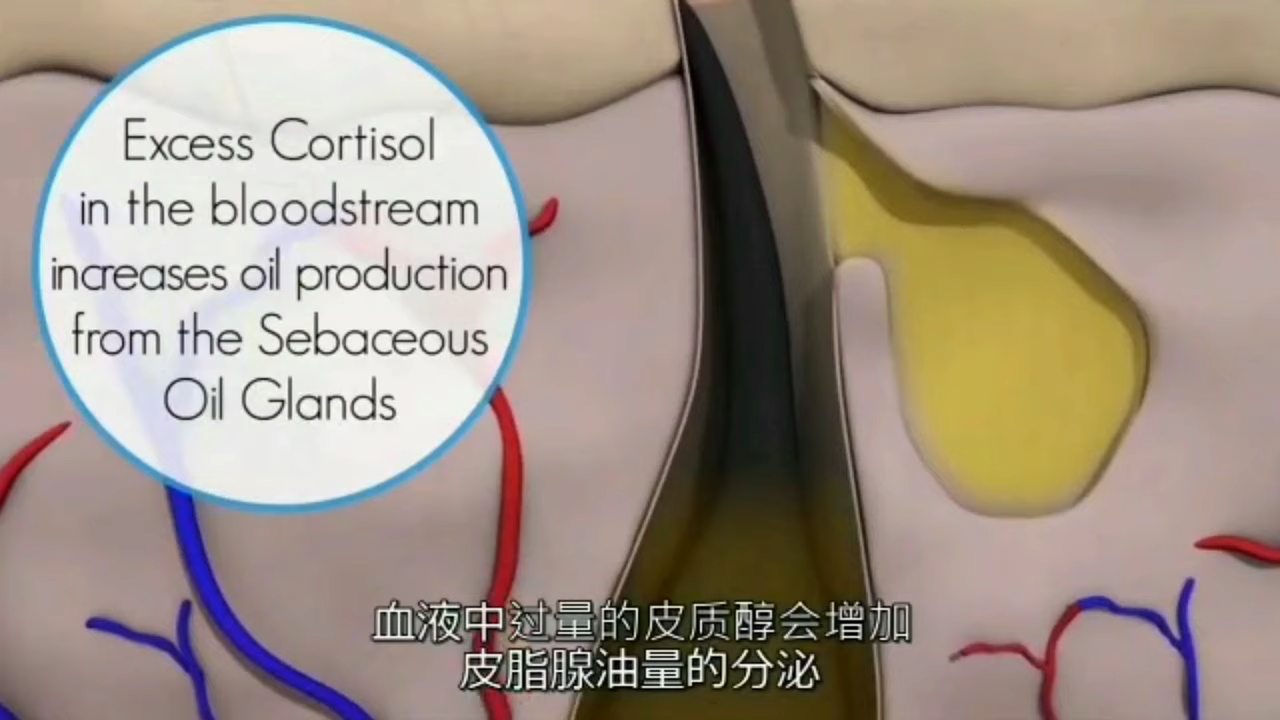 Excess Cortisol
in the bloodstream
increases oil production
from the Sebaceous
Oil Glands
血液中过量的皮质醇会增加
皮脂腺油量的分泌